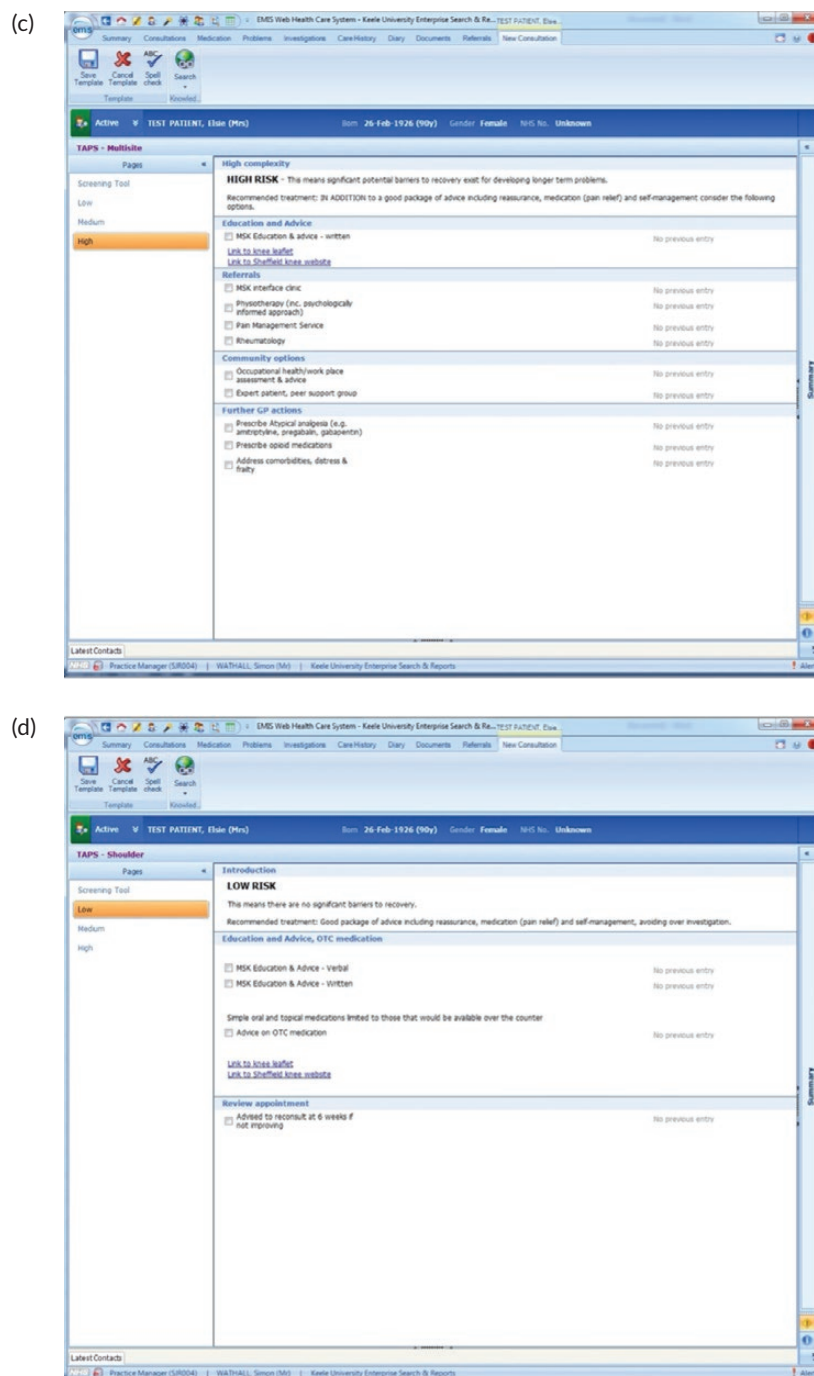 (c)
EMIS Web Health Care System - Keele University Enterprise Search & Re...
TEST PATIENT, Else...
emis
Summary Consultations Medication Problems Investigations Care History Diary Documents Referrals New Consultation
Save Template
Cancel Template
ABC
Spell check
Search
Template
Knowled...
Active TEST PATIENT, Elsie (Mrs) Born 26-Feb-1926 (90y) Gender Female NHS No. Unknown
TAPS - Multisite
Pages
Screening Tool
Low
Medium
High
High complexity
HIGH RISK - This means significant potential barriers to recovery exist for developing longer term problems.
Recommended treatment: IN ADDITION to a good package of advice including reassurance, medication (pain relief) and self-management consider the following
options.
Education and Advice
MSK Education & advice - written No previous entry
Link to knee leaflet
Link to Sheffield knee website
Referrals
MSK interface clinic No previous entry
Physiotherapy (inc. psychologically
informed approach) No previous entry
Pain Management Service No previous entry
Rheumatology No previous entry
Community options
Occupational health/work place
assessment & advice No previous entry
Expert patient, peer support group No previous entry
Further GP actions
Prescribe Atypical analgesia (e.g.
amitriptyline, pregabalin, gabapentin) No previous entry
Prescribe opioid medications No previous entry
Address comorbidities, distress &
frailty No previous entry
Summary
Latest Contacts
Practice Manager (SJR004) | WATHALL, Simon (Mr) | Keele University Enterprise Search & Reports
(d)
EMIS Web Health Care System - Keele University Enterprise Search & Re...
TEST PATIENT, Else...
emis
Summary Consultations Medication Problems Investigations Care History Diary Documents Referrals New Consultation
Save Template
Cancel Template
ABC
Spell check
Search
Template
Knowled...
Active TEST PATIENT, Elsie (Mrs) Born 26-Feb-1926 (90y) Gender Female NHS No. Unknown
TAPS - Shoulder
Pages
Screening Tool
Low
Medium
High
Introduction
LOW RISK
This means there are no significant barriers to recovery.
Recommended treatment: Good package of advice including reassurance, medication (pain relief) and self-management, avoiding over investigation.
Education and Advice, OTC medication
MSK Education & Advice - Verbal No previous entry
MSK Education & Advice - Written No previous entry
Simple oral and topical medications limited to those that would be available over the counter
Advice on OTC medication No previous entry
Link to knee leaflet
Link to Sheffield knee website
Review appointment
Advised to reconsult at 6 weeks if
not improving No previous entry
Summary
Latest Contacts
Practice Manager (SJR004) | WATHALL, Simon (Mr) | Keele University Enterprise Search & Reports